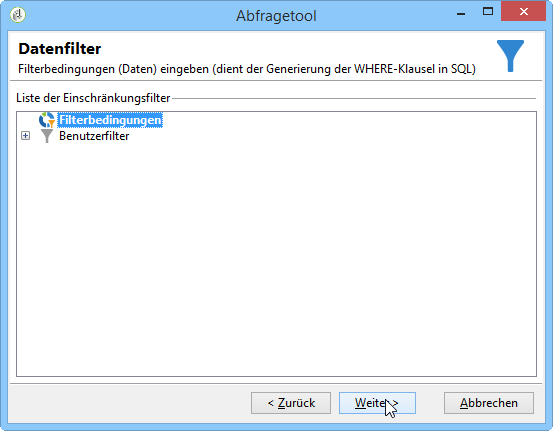 Abfragetool
Datenfilter
Filterbedingungen (Daten) eingeben (dient der Generierung der WHERE-Klausel in SQL)
Liste der Einschränkungsfilter
Filterbedingungen
Benutzerfilter
< Zurück
Weiter >
Abbrechen